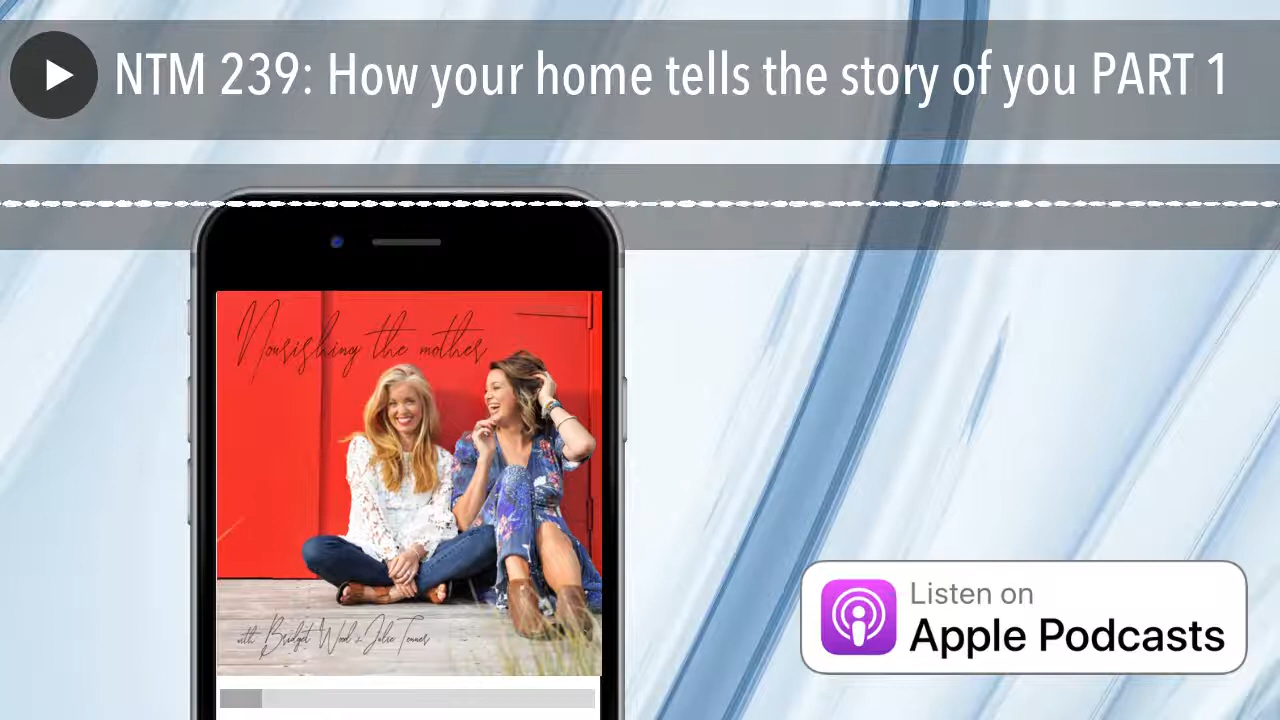 NTM 239: How your home tells the story of you PART 1
Nourishing the mother
with Bridget Wood & Julie Tenner
Listen on
Apple Podcasts